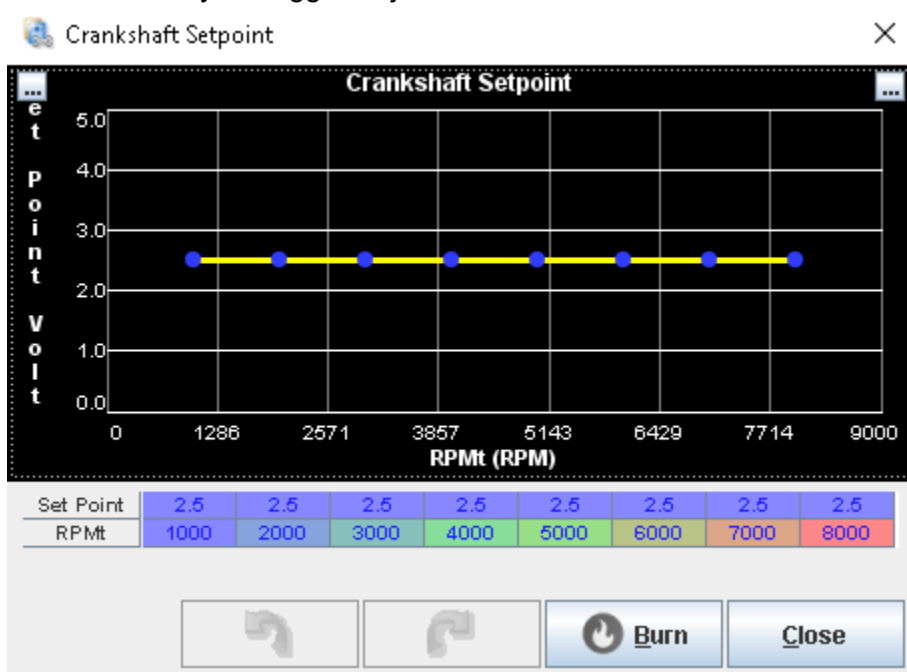 Crankshaft Setpoint
Crankshaft Setpoint
...
...
et Point Volt
5.0
4.0
3.0
2.0
1.0
0.0
0 1286 2571 3857 5143 6429 7714 9000
RPMt (RPM)
Set Point 2.5 2.5 2.5 2.5 2.5 2.5 2.5 2.5
RPMt 1000 2000 3000 4000 5000 6000 7000 8000
Burn Close